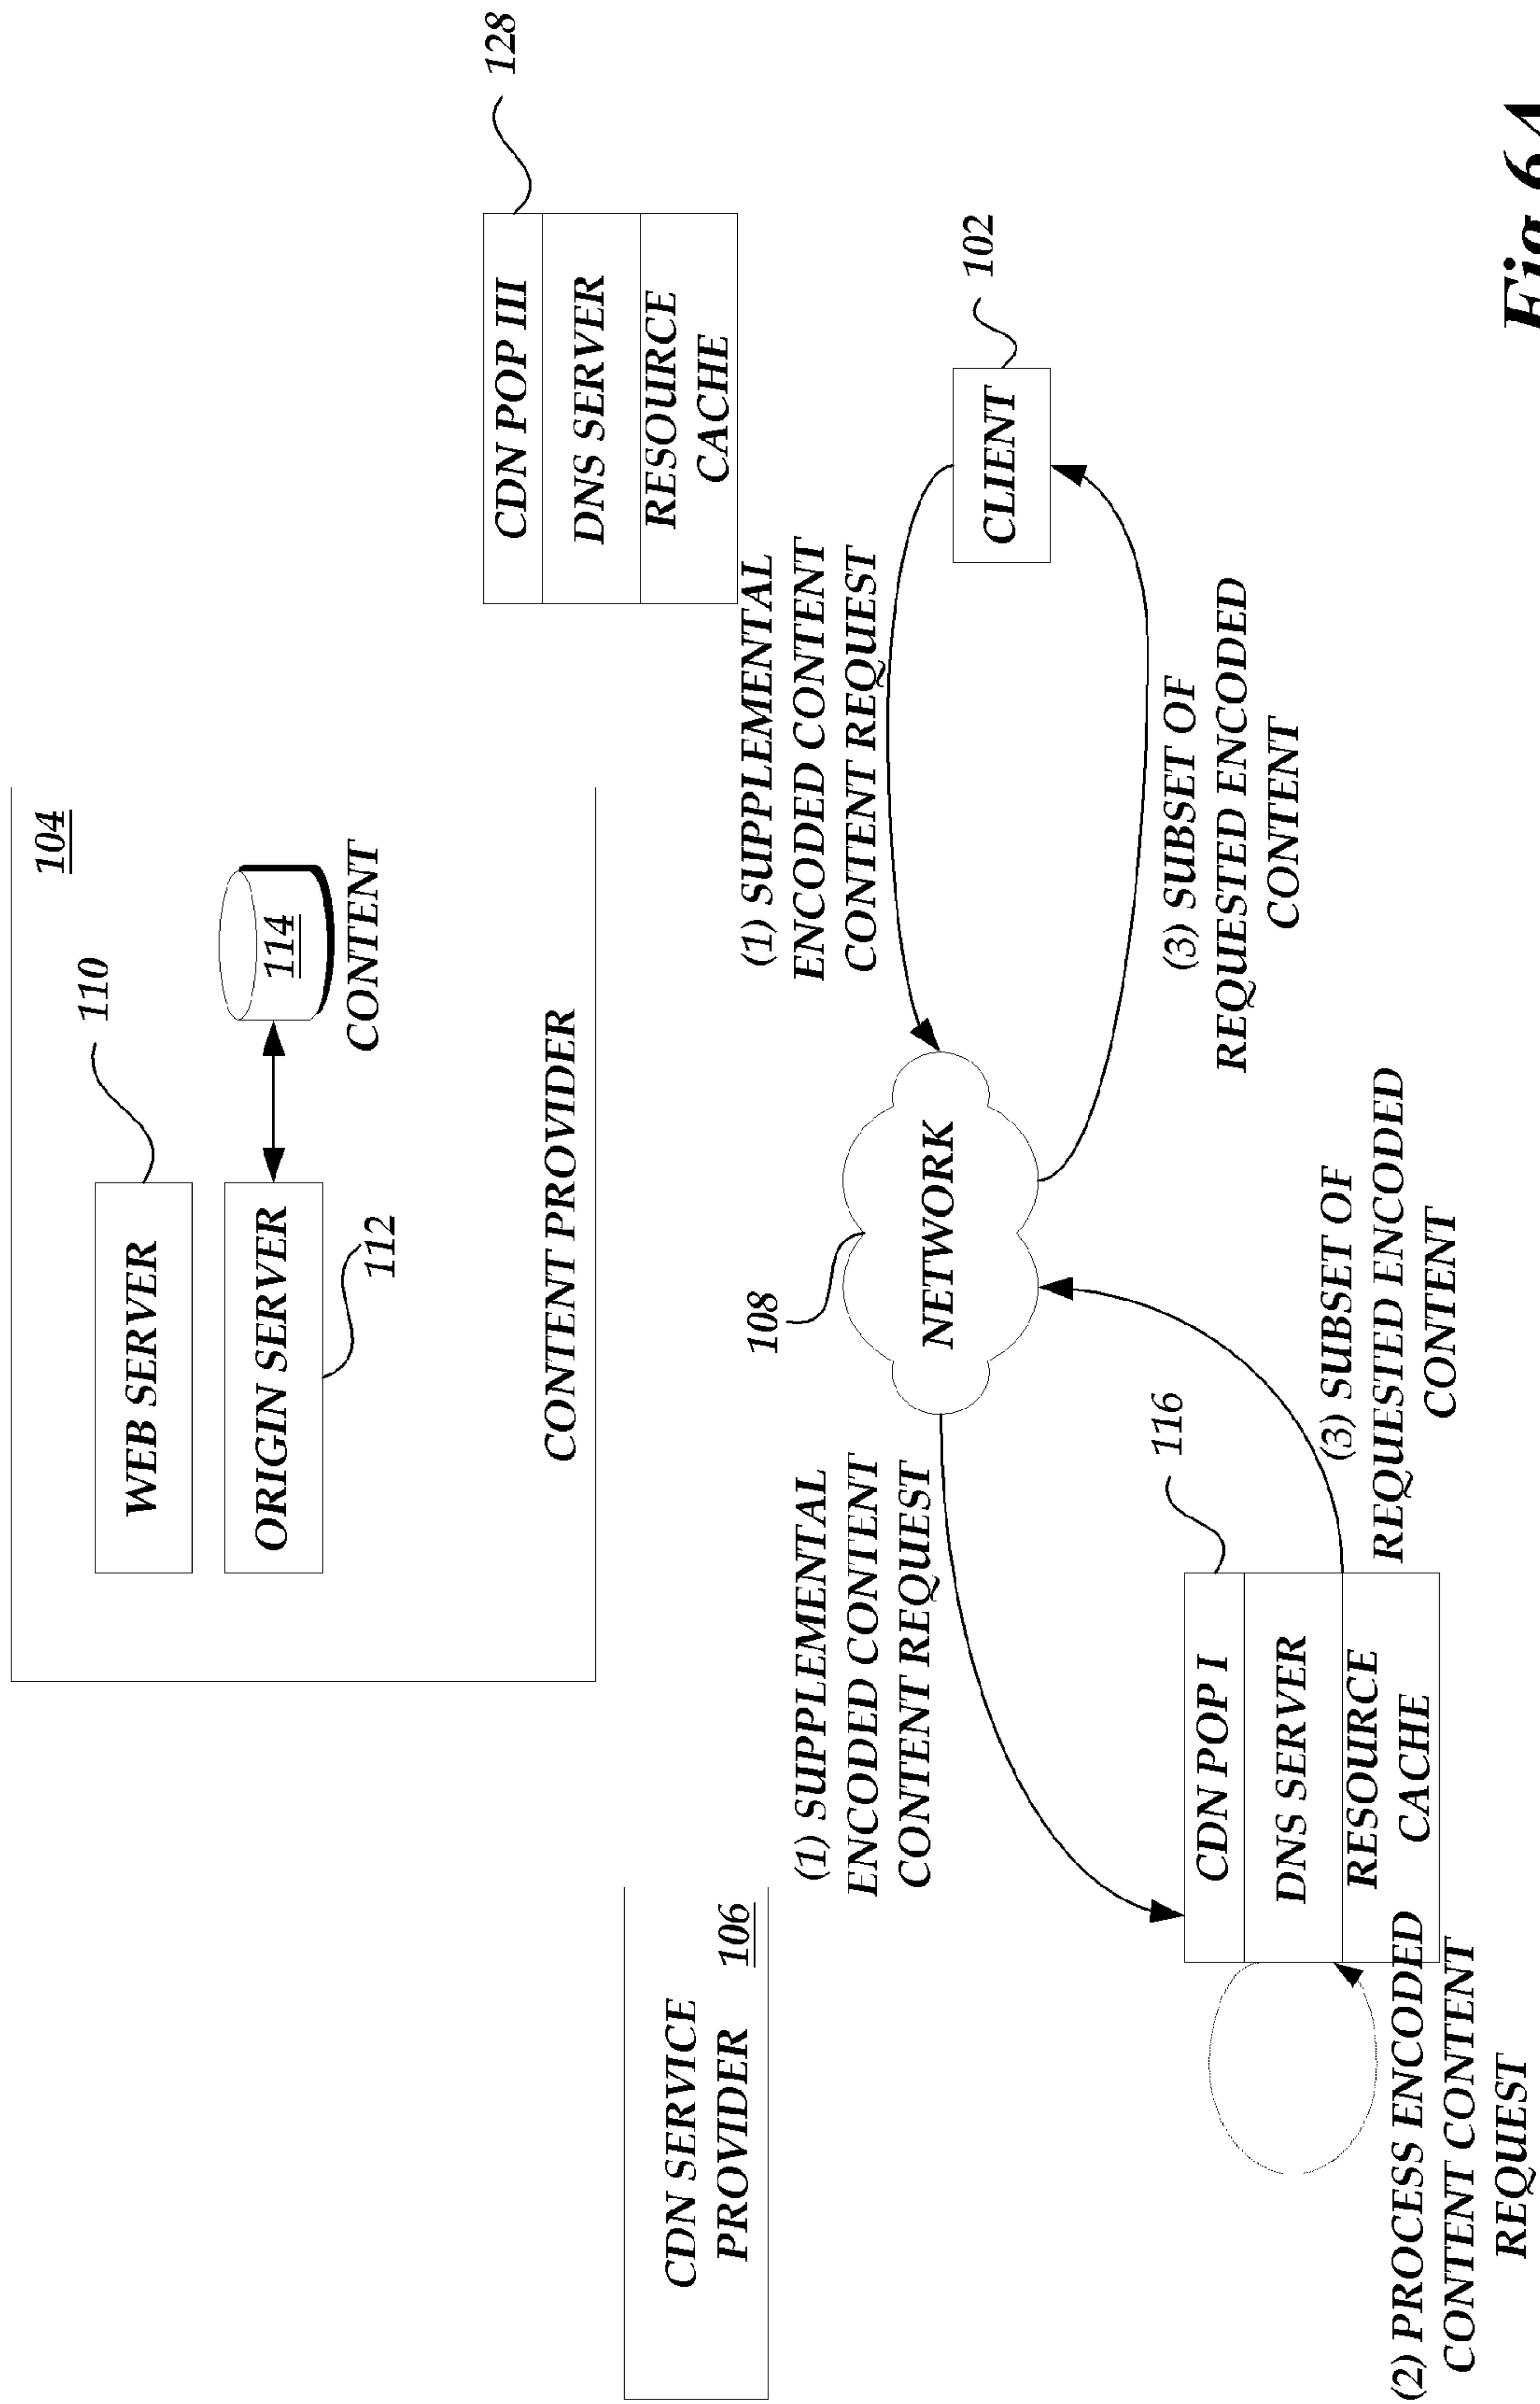 104
WEB SERVER
110
ORIGIN SERVER
112
114
CONTENT
CONTENT PROVIDER
CDN SERVICE
PROVIDER 106
CDN POP III
128
DNS SERVER
RESOURCE
CACHE
(1) SUPPLEMENTAL
ENCODED CONTENT
CONTENT REQUEST
108
NETWORK
(1) SUPPLEMENTAL
ENCODED CONTENT
CONTENT REQUEST
CLIENT
102
116
CDN POP I
DNS SERVER
RESOURCE
CACHE
(3) SUBSET OF
REQUESTED ENCODED
CONTENT
(3) SUBSET OF
REQUESTED ENCODED
CONTENT
(2) PROCESS ENCODED
CONTENT CONTENT
REQUEST
Fig.6A